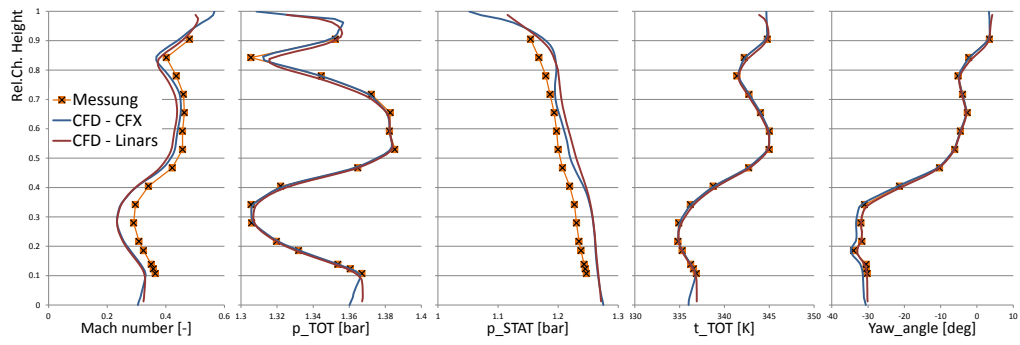 Rel.Ch. Height
1
0.9
0.8
0.7
0.6
0.5
0.4
0.3
0.2
0.1
0
Messung
CFD - CFX
CFD - Linars
0 0.2 0.4 0.6
Mach number [-]
1.32 1.34 1.36 1.38 1.4
p_TOT [bar]
1 1.1 1.2 1.3
p_STAT [bar]
335 340 345 350
t_TOT [K]
-40 -30 -20 -10 0 10
Yaw_angle [deg]